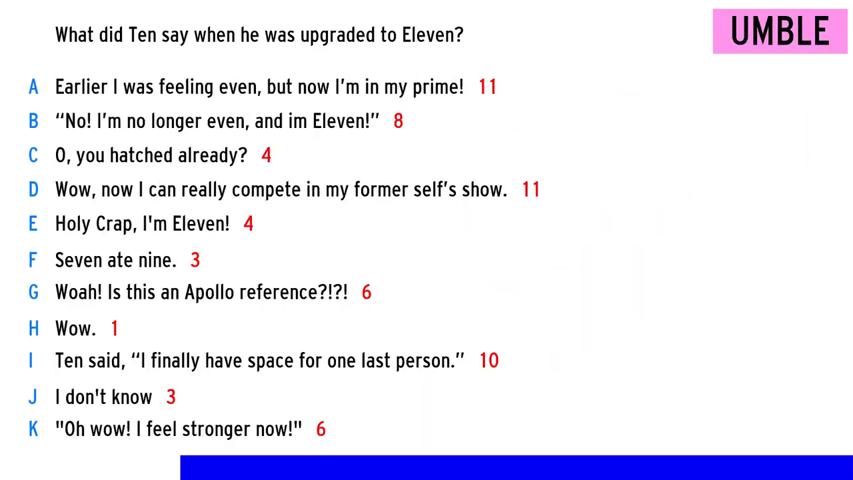 What did Ten say when he was upgraded to Eleven?
UMBLE
A Earlier I was feeling even, but now I'm in my prime! 11
B “No! I'm no longer even, and im Eleven!” 8
C O, you hatched already? 4
D Wow, now I can really compete in my former self's show. 11
E Holy Crap, I'm Eleven! 4
F Seven ate nine. 3
G Woah! Is this an Apollo reference?!?! 6
H Wow. 1
I Ten said, “I finally have space for one last person.” 10
J I don't know 3
K "Oh wow! I feel stronger now!" 6